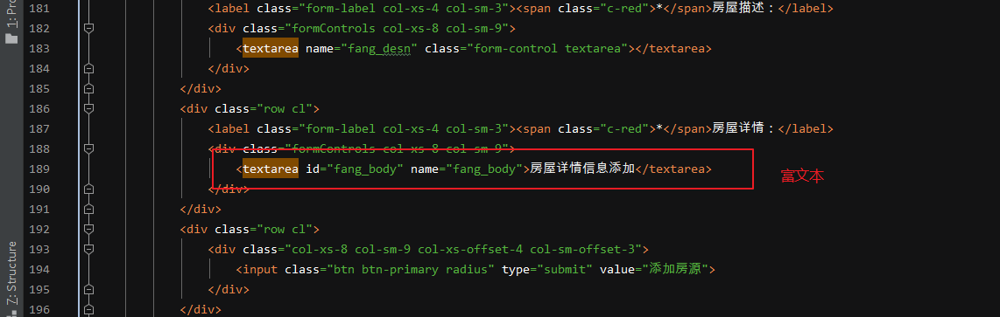 1: Pro
181 <label class="form-label col-xs-4 col-sm-3"><span class="c-red">*</span>房屋描述：</label>
182 <div class="formControls col-xs-8 col-sm-9">
183 <textarea name="fang_desn" class="form-control textarea"></textarea>
184 </div>
185 </div>
186 <div class="row cl">
187 <label class="form-label col-xs-4 col-sm-3"><span class="c-red">*</span>房屋详情：</label>
188 <div class="formControls col-xs-8 col-sm-9">
189 <textarea id="fang_body" name="fang_body">房屋详情信息添加</textarea>
富文本
190 </div>
191 </div>
192 <div class="row cl">
193 <div class="col-xs-8 col-sm-9 col-xs-offset-4 col-sm-offset-3">
194 <input class="btn btn-primary radius" type="submit" value="添加房源">
195 </div>
196 </div>
Z: Structure